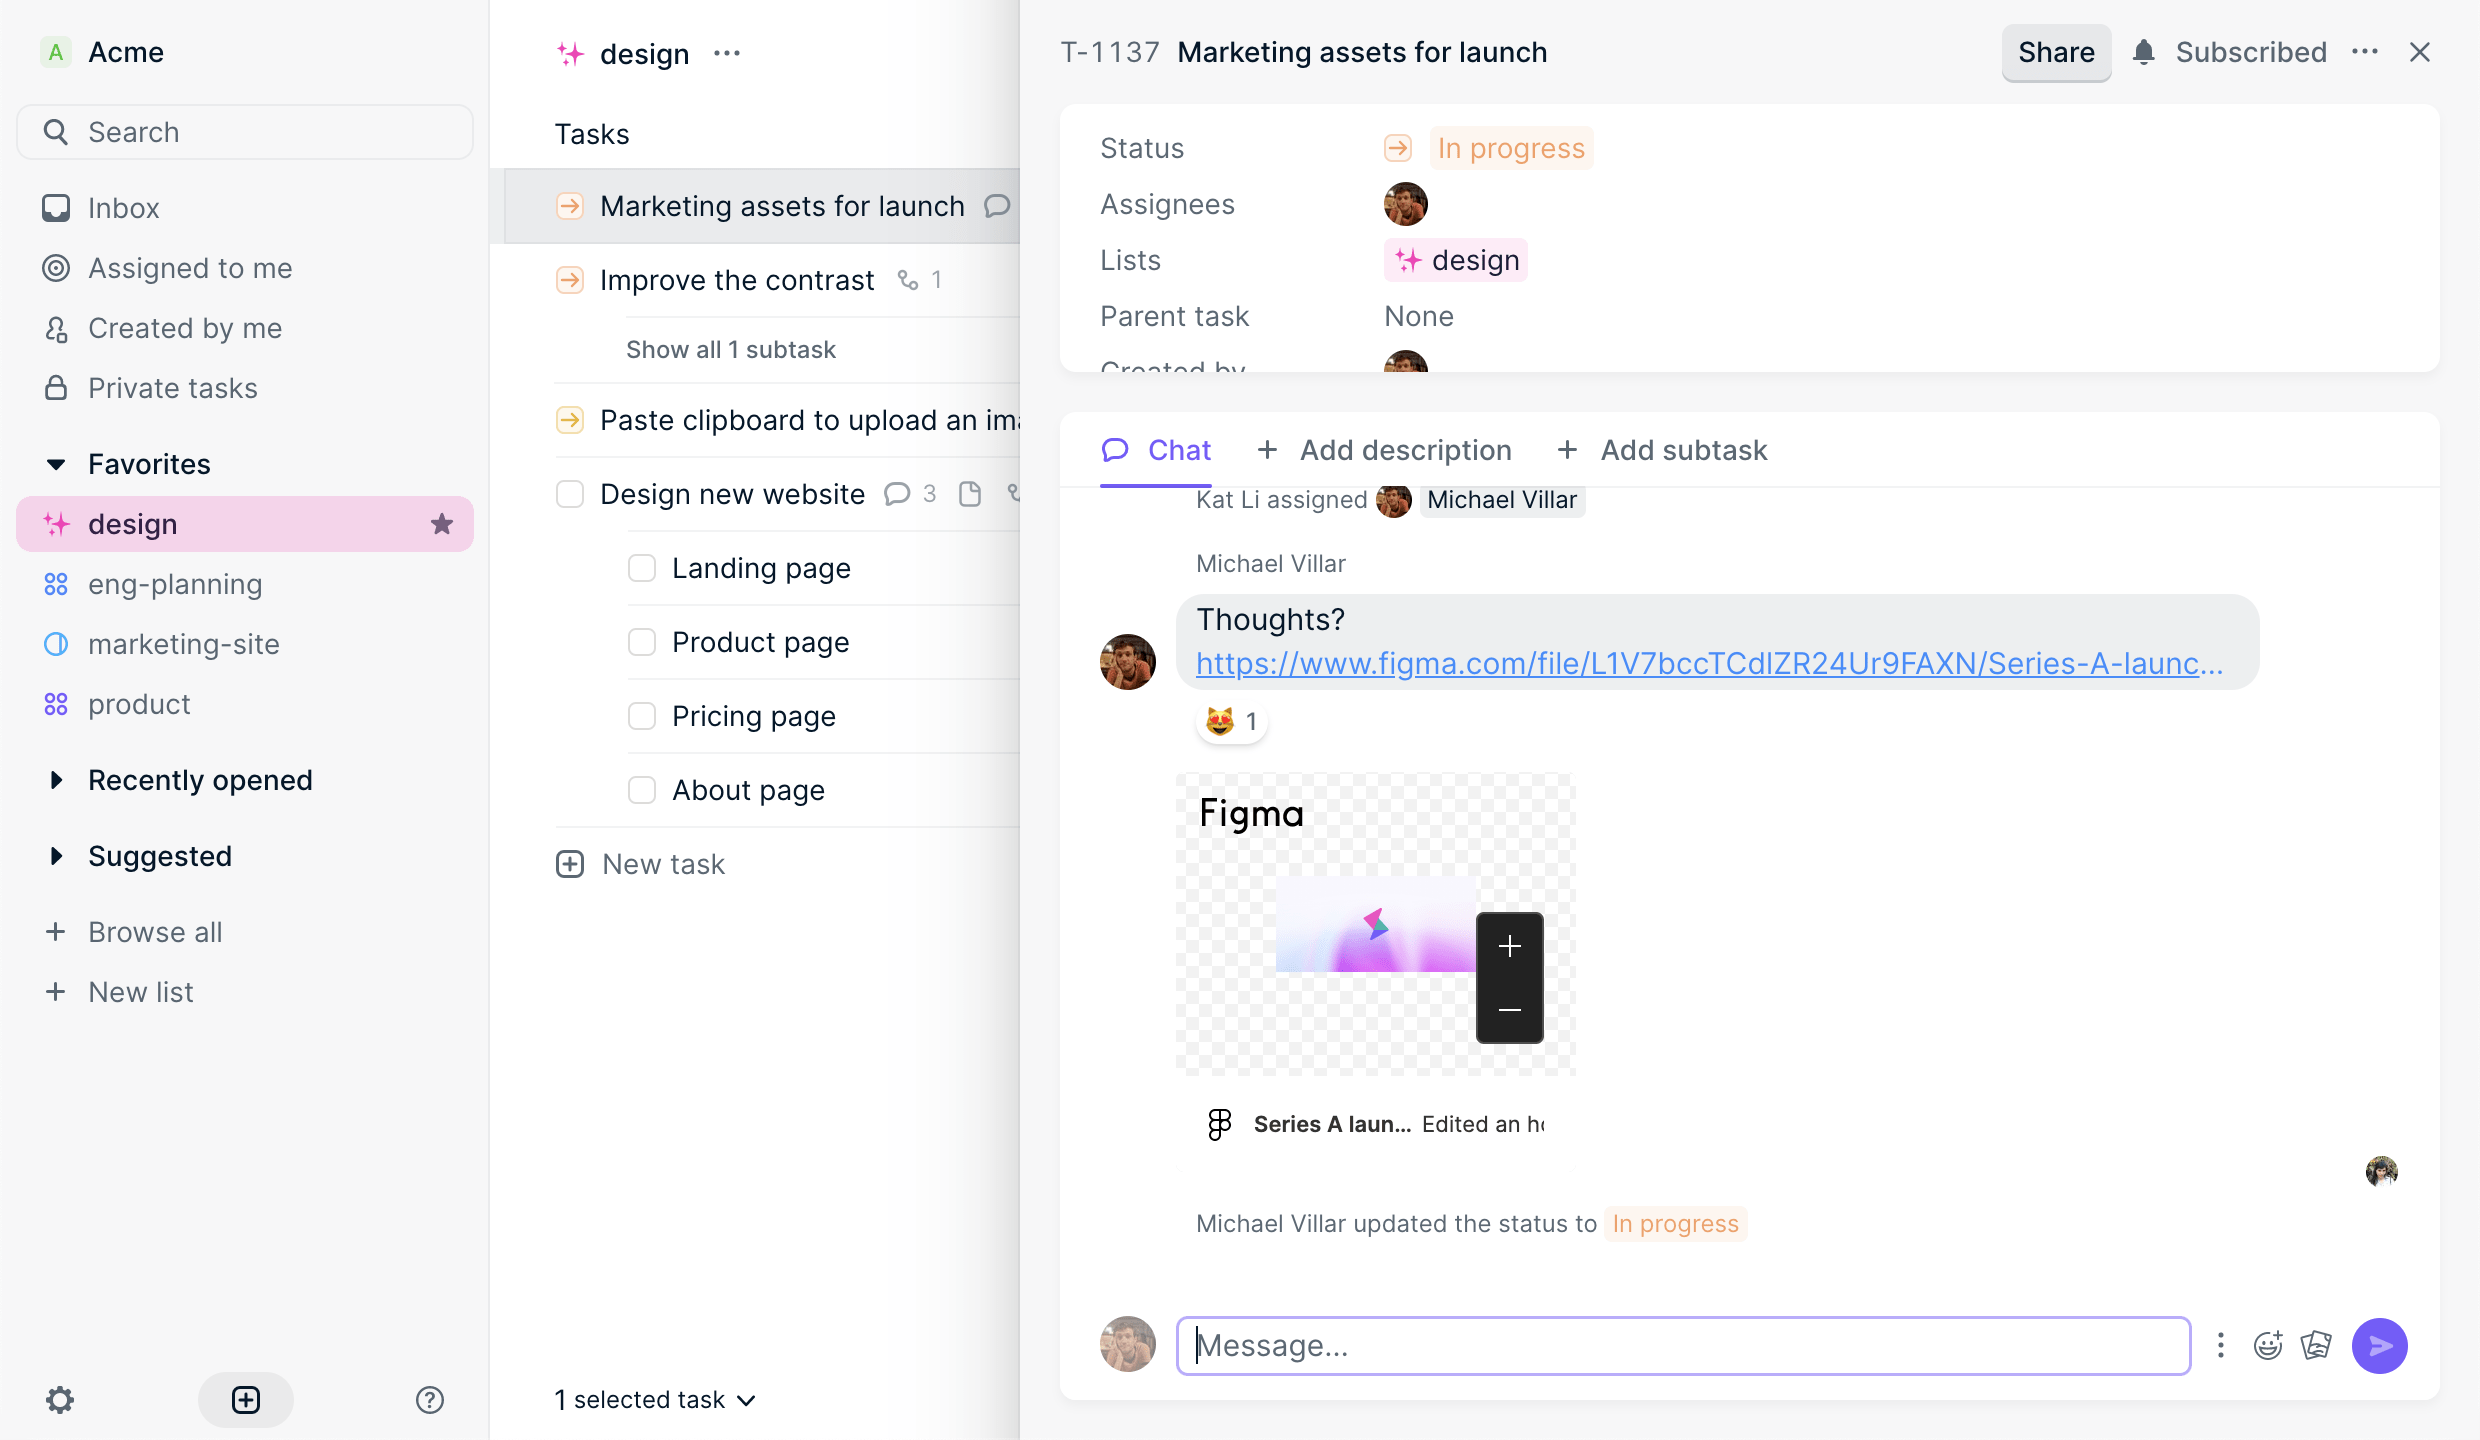 A Acme
Search
Inbox
Assigned to me
Created by me
Private tasks
Favorites
design
eng-planning
marketing-site
product
Recently opened
Suggested
Browse all
New list
design
Tasks
Marketing assets for launch
Improve the contrast 1
Show all 1 subtask
Paste clipboard to upload an
Design new website 3
Landing page
Product page
Pricing page
About page
New task
1 selected task
T-1137 Marketing assets for launch
Share Subscribed
Status In progress
Assignees
Lists design
Parent task None
Created by
Chat Add description Add subtask
Kat Li assigned Michael Villar
Michael Villar
Thoughts?
https://www.figma.com/file/L1V7bccTCdIZR24Ur9FAXN/Series-A-launc...
1
Figma
Series A laun... Edited an
Michael Villar updated the status to In progress
Message...